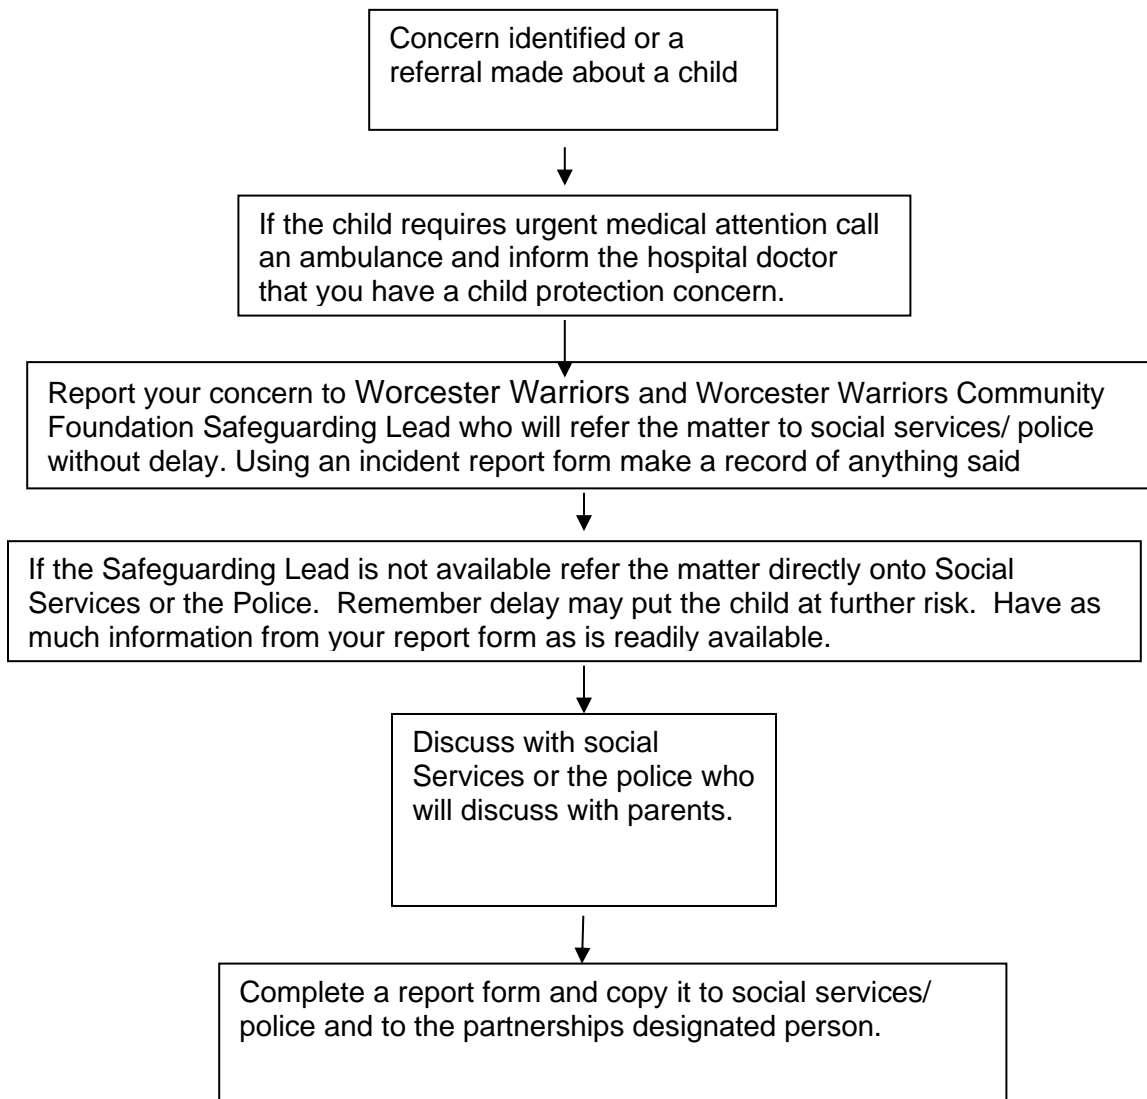 Concern identified or a
referral made about a child
If the child requires urgent medical attention call
an ambulance and inform the hospital doctor
that you have a child protection concern.
Report your concern to Worcester Warriors and Worcester Warriors Community
Foundation Safeguarding Lead who will refer the matter to social services/ police
without delay. Using an incident report form make a record of anything said
If the Safeguarding Lead is not available refer the matter directly onto Social
Services or the Police.  Remember delay may put the child at further risk.  Have as
much information from your report form as is readily available.
Discuss with social
Services or the police who
will discuss with parents.
Complete a report form and copy it to social services/
police and to the partnerships designated person.